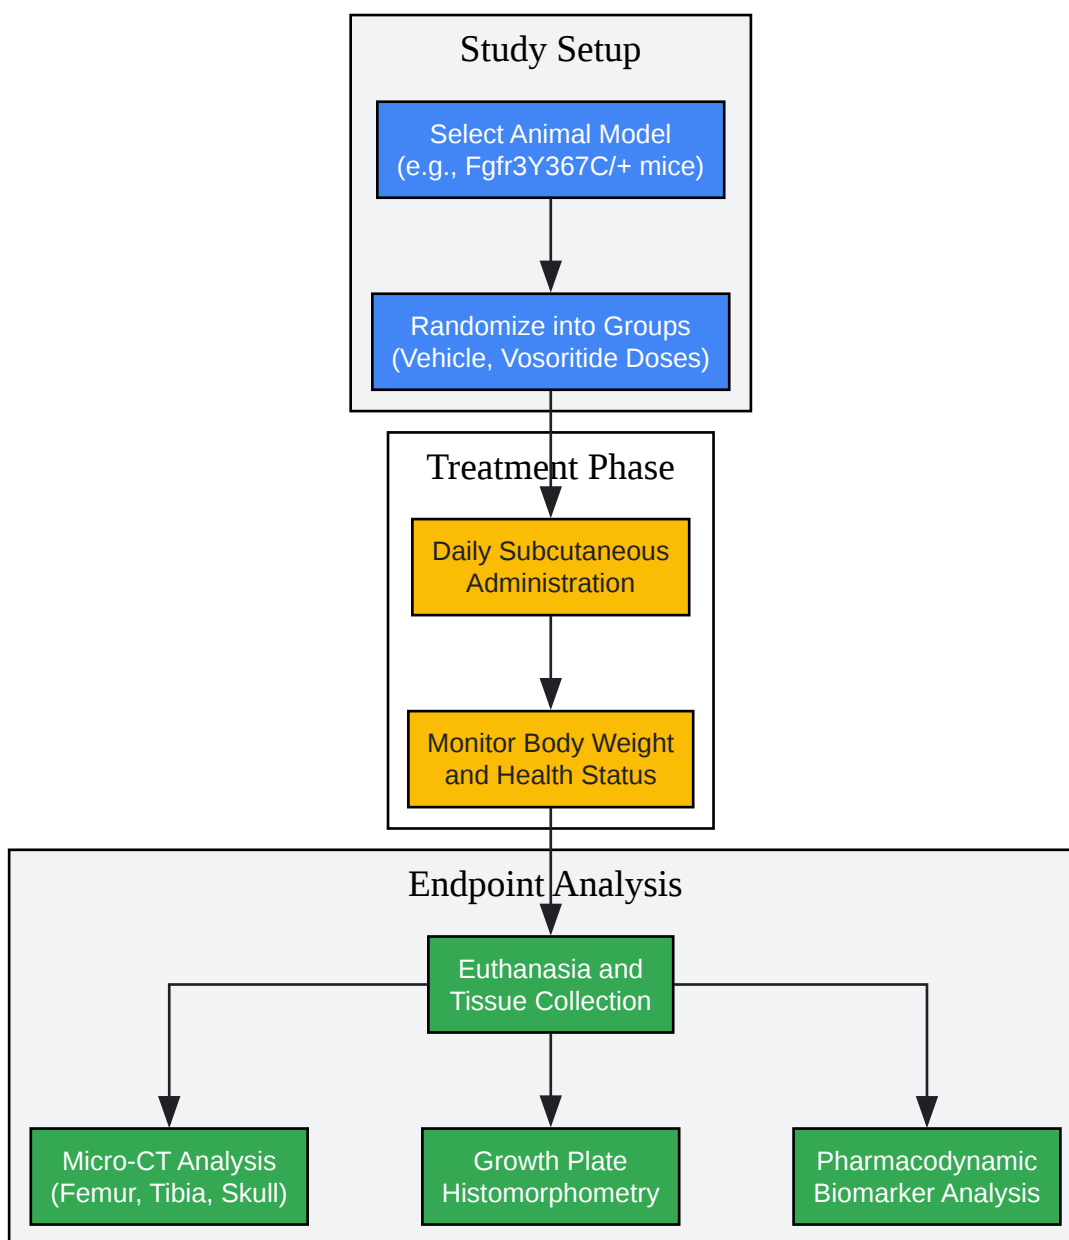 Study Setup
Select Animal Model
(e.g., Fgfr3Y367C/+ mice)
Randomize into Groups
(Vehicle, Vosoritide Doses)
Treatment Phase
Daily Subcutaneous
Administration
Monitor Body Weight
and Health Status
Endpoint Analysis
Euthanasia and
Tissue Collection
Micro-CT Analysis
(Femur, Tibia, Skull)
Growth Plate
Histomorphometry
Pharmacodynamic
Biomarker Analysis